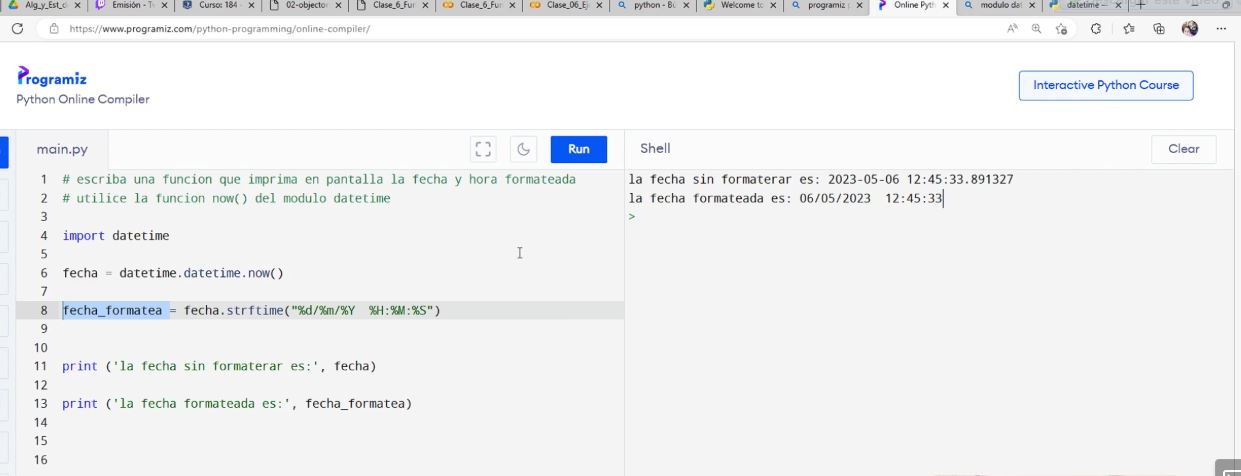 Alg_y_Est_d
Emisión - T
Curso: 184 -
02-objector
Clase_6_Fur
Clase_6_Fur
Clase_06_Ej
python - Bu
Welcome to
programiz
Online Pyth
modulo dat
datetime —
https://www.programiz.com/python-programming/online-compiler/
Programiz
Python Online Compiler
Interactive Python Course
main.py
Run
Shell
Clear
1 # escriba una funcion que imprima en pantalla la fecha y hora formateada
2 # utilice la funcion now() del modulo datetime
3
4 import datetime
5
6 fecha = datetime.datetime.now()
7
8 fecha_formatea = fecha.strftime("%d/%m/%Y  %H:%M:%S")
9
10
11 print ('la fecha sin formaterar es:', fecha)
12
13 print ('la fecha formateada es:', fecha_formatea)
14
15
16
la fecha sin formaterar es: 2023-05-06 12:45:33.891327
la fecha formateada es: 06/05/2023  12:45:33
>